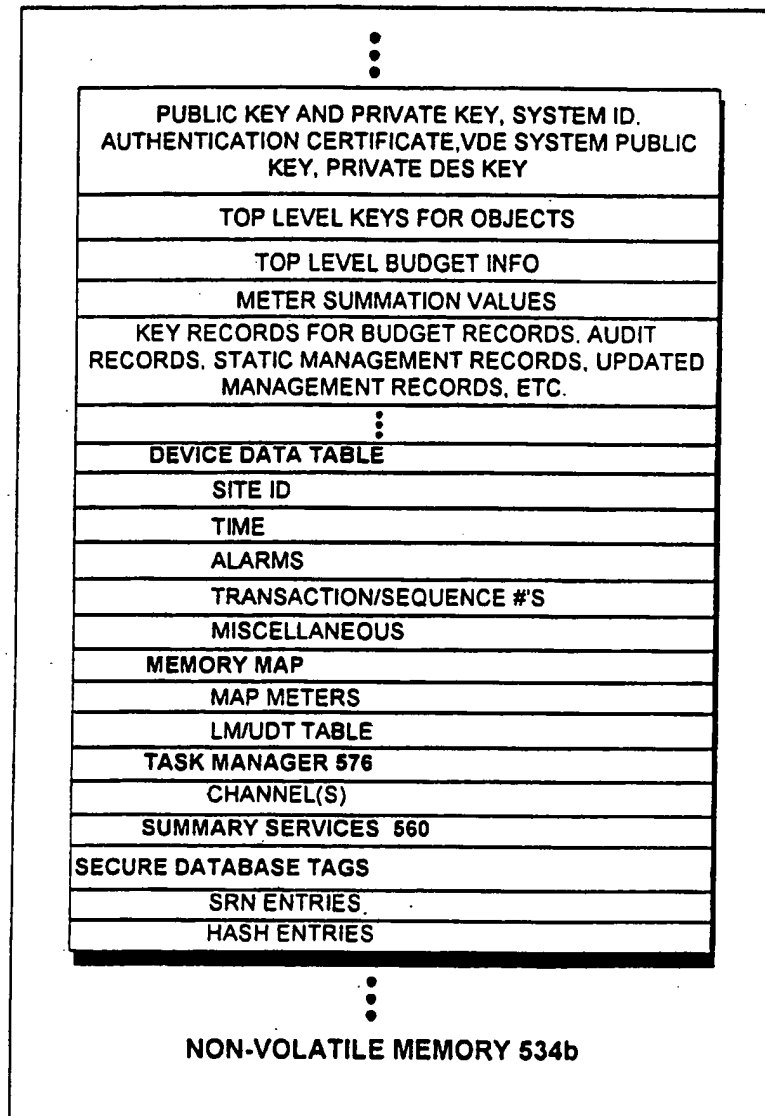 PUBLIC KEY AND PRIVATE KEY, SYSTEM ID.
AUTHENTICATION CERTIFICATE,VDE SYSTEM PUBLIC
KEY, PRIVATE DES KEY
TOP LEVEL KEYS FOR OBJECTS
TOP LEVEL BUDGET INFO
METER SUMMATION VALUES
KEY RECORDS FOR BUDGET RECORDS, AUDIT
RECORDS, STATIC MANAGEMENT RECORDS, UPDATED
MANAGEMENT RECORDS, ETC.
DEVICE DATA TABLE
SITE ID
TIME
ALARMS
TRANSACTION/SEQUENCE #'S
MISCELLANEOUS
MEMORY MAP
MAP METERS
LM/UDT TABLE
TASK MANAGER 576
CHANNEL(S)
SUMMARY SERVICES 560
SECURE DATABASE TAGS
SRN ENTRIES
HASH ENTRIES
NON-VOLATILE MEMORY 534b